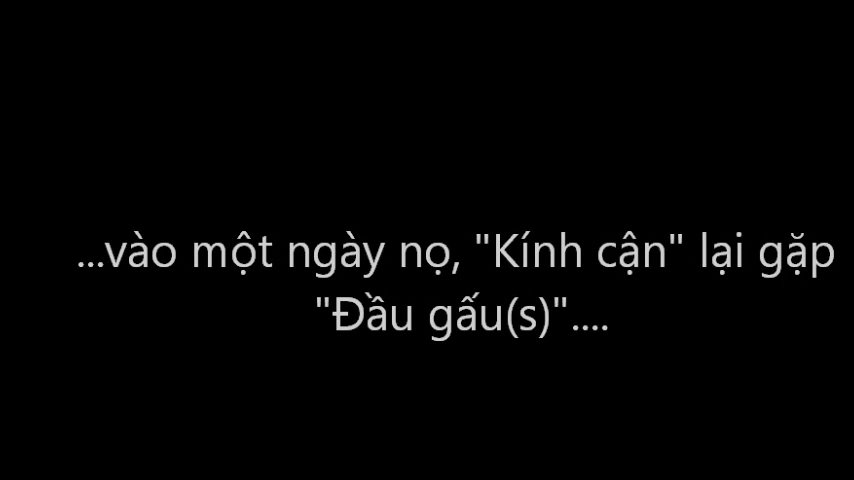 ...vào một ngày nọ, "Kính cận" lại gặp
"Đầu gấu(s)"....